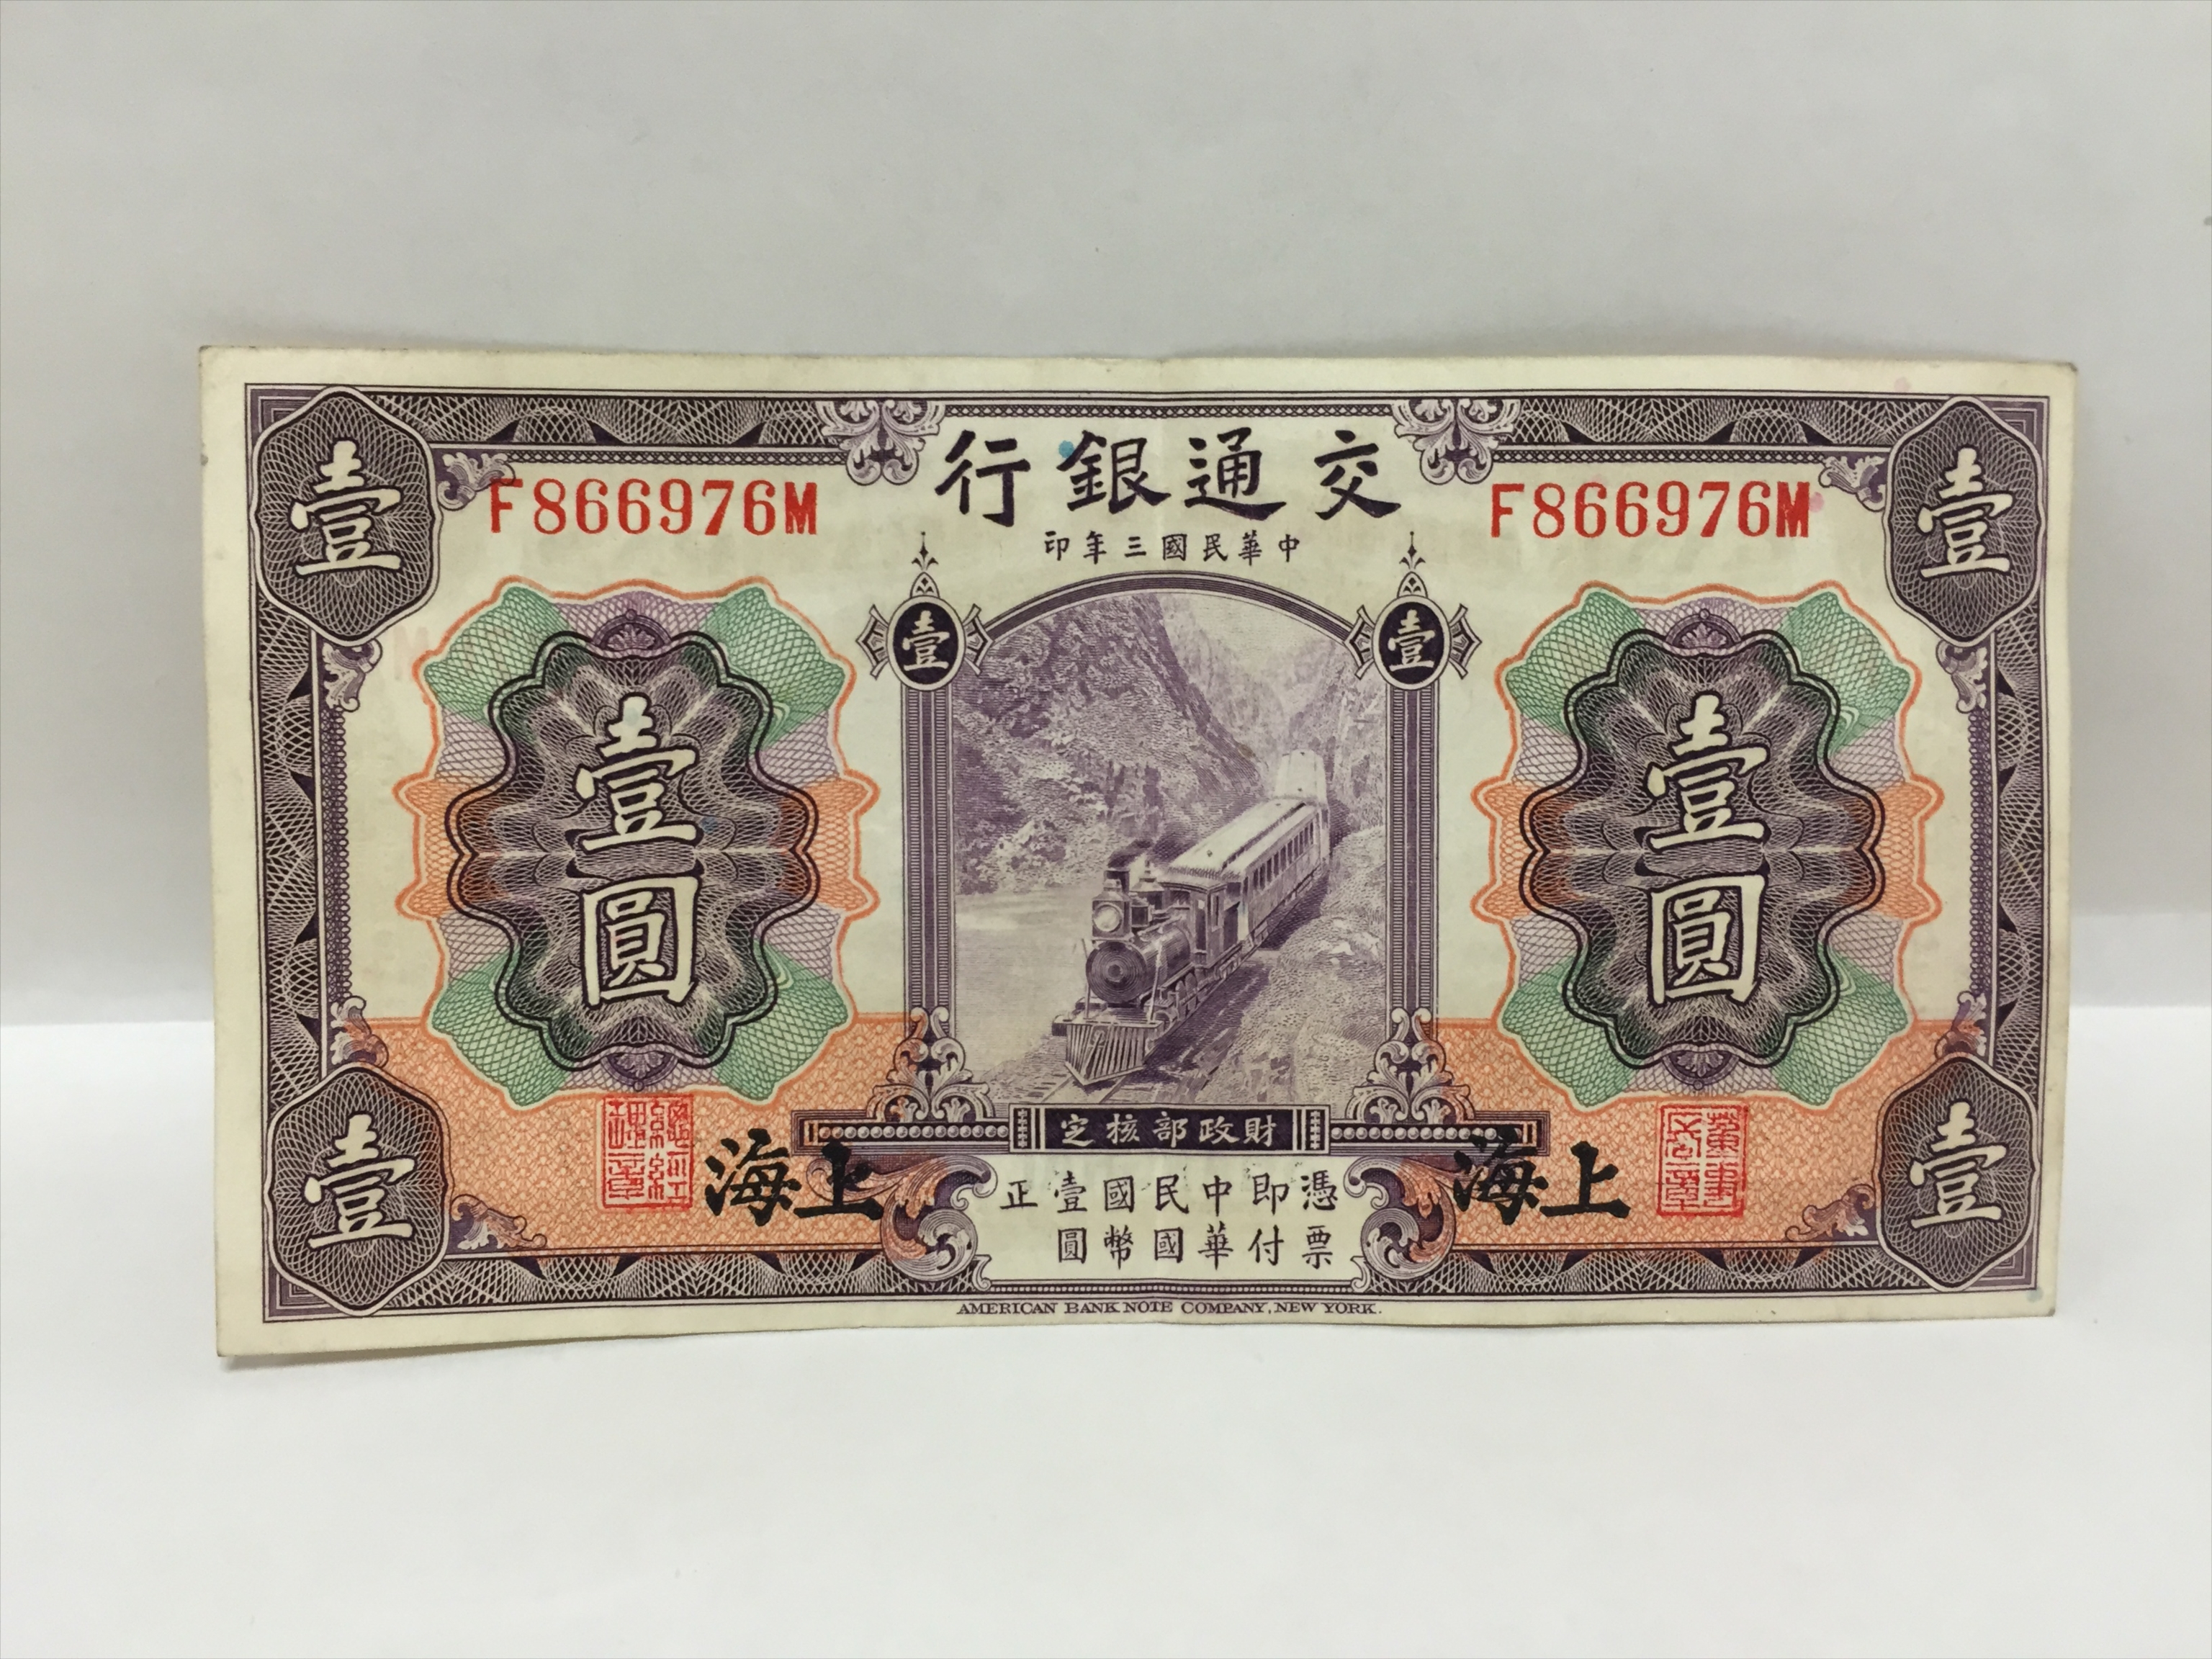 壹
壹
交通銀行
F866976M
F866976M
中華民國三年印
壹
壹
壹圓
壹圓
財政部核定
上海
上海
壹
壹
憑票即付中華民國國幣壹圓正
AMERICAN BANK NOTE COMPANY, NEW YORK.